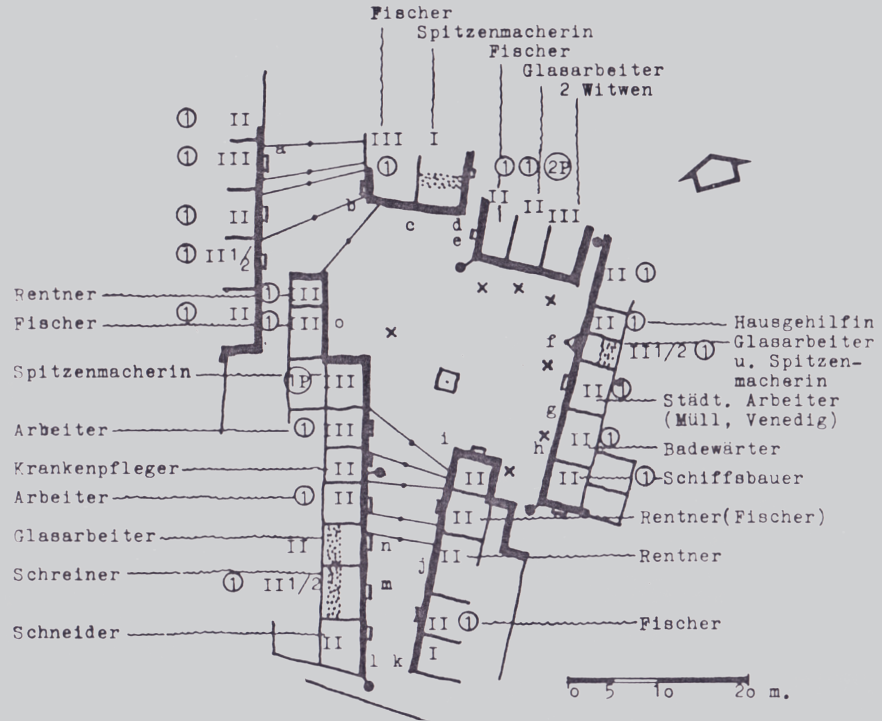 Fischer
Spitzenmacherin
Fischer
Glasarbeiter
2 Witwen
1 II
III I
1 III a
1
1 1 2P
II II III
b
c d
e
1 II
1 II 1/2
II 1
Rentner 1 III
Fischer 1 II 1 III o
II 1 Hausgehilfin
f II 1/2 1 Glasarbeiter
u. Spitzen-
macherin
Spitzenmacherin 1P III
II 1 Städt. Arbeiter
(Müll, Venedig)
g
Arbeiter 1 III
i
h II 1 Badewärter
Krankenpfleger II
II
II 1 Schiffsbauer
Arbeiter 1 II
II Rentner(Fischer)
Glasarbeiter II n
II Rentner
Schreiner 1 II 1/2 m
j
Schneider II
II 1 Fischer
I
l k
0 5 10 20 m.